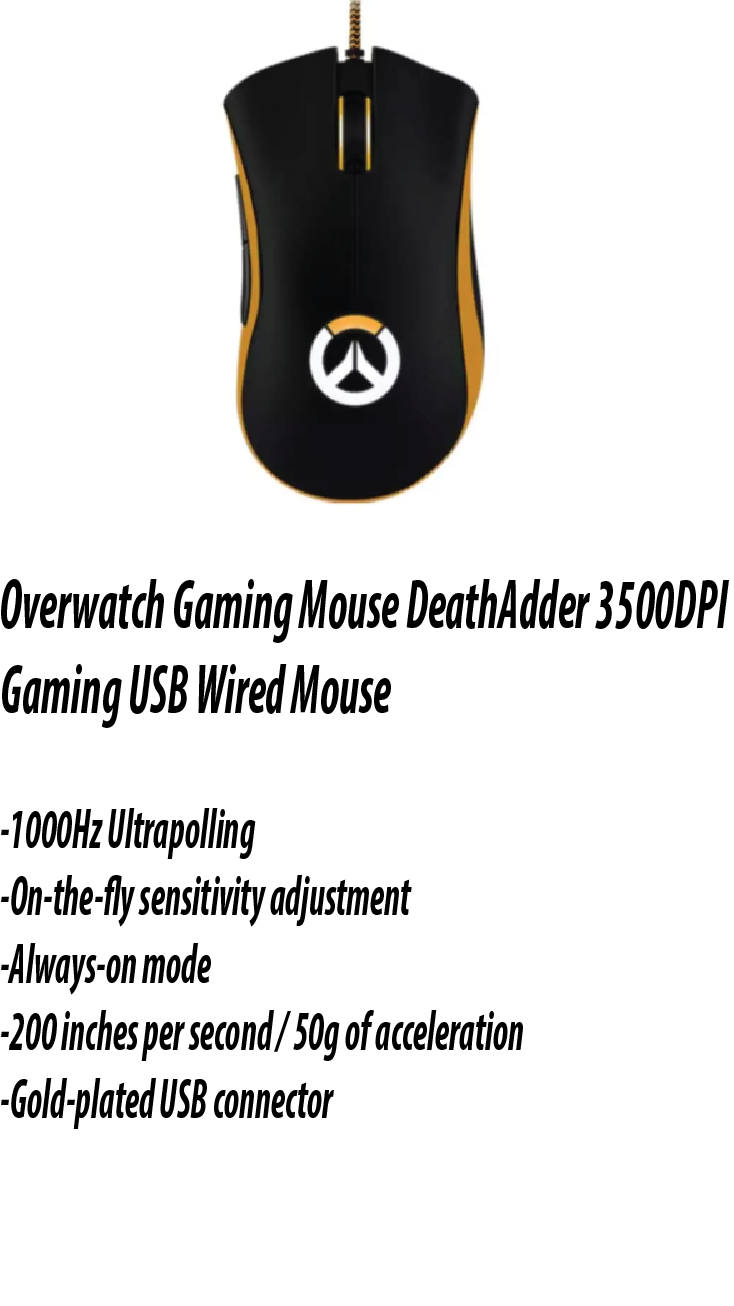 Overwatch Gaming Mouse DeathAdder 3500DPI
Gaming USB Wired Mouse
-1000Hz Ultrapolling
-On-the-fly sensitivity adjustment
-Always-on mode
-200 inches per second / 50g of acceleration
-Gold-plated USB connector